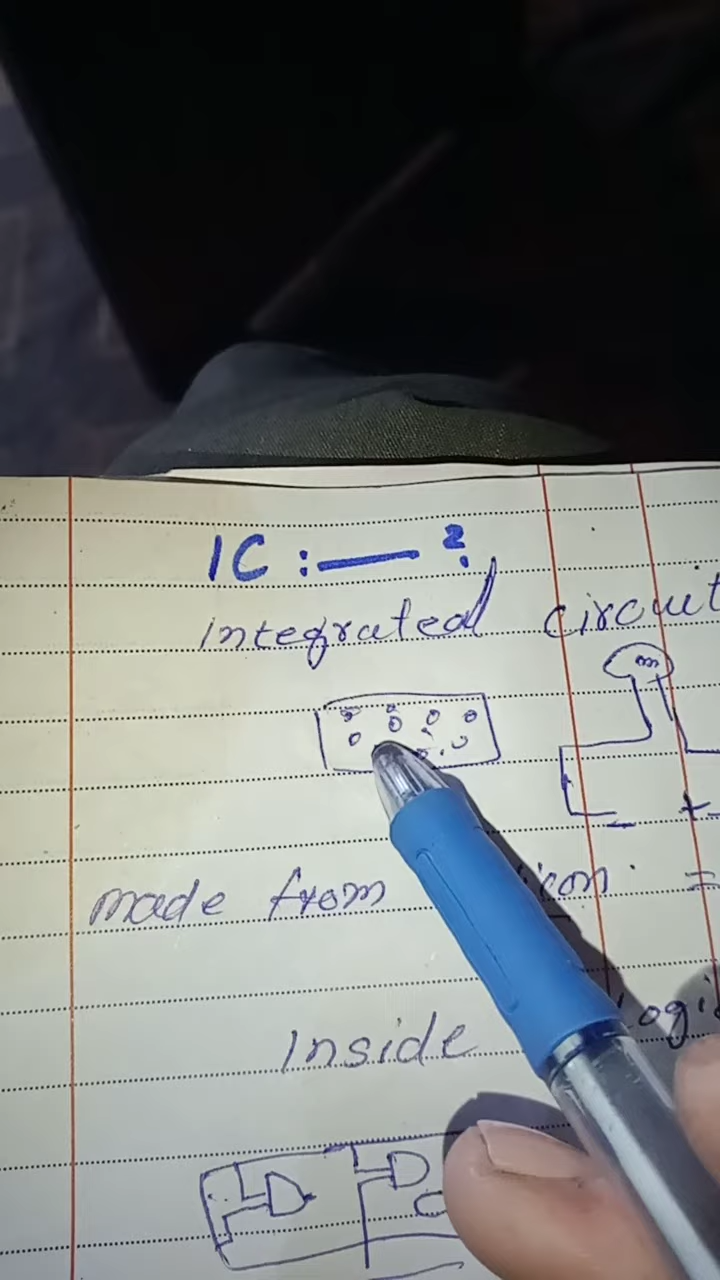 IC :— ?
integrated circuit
made from
Inside